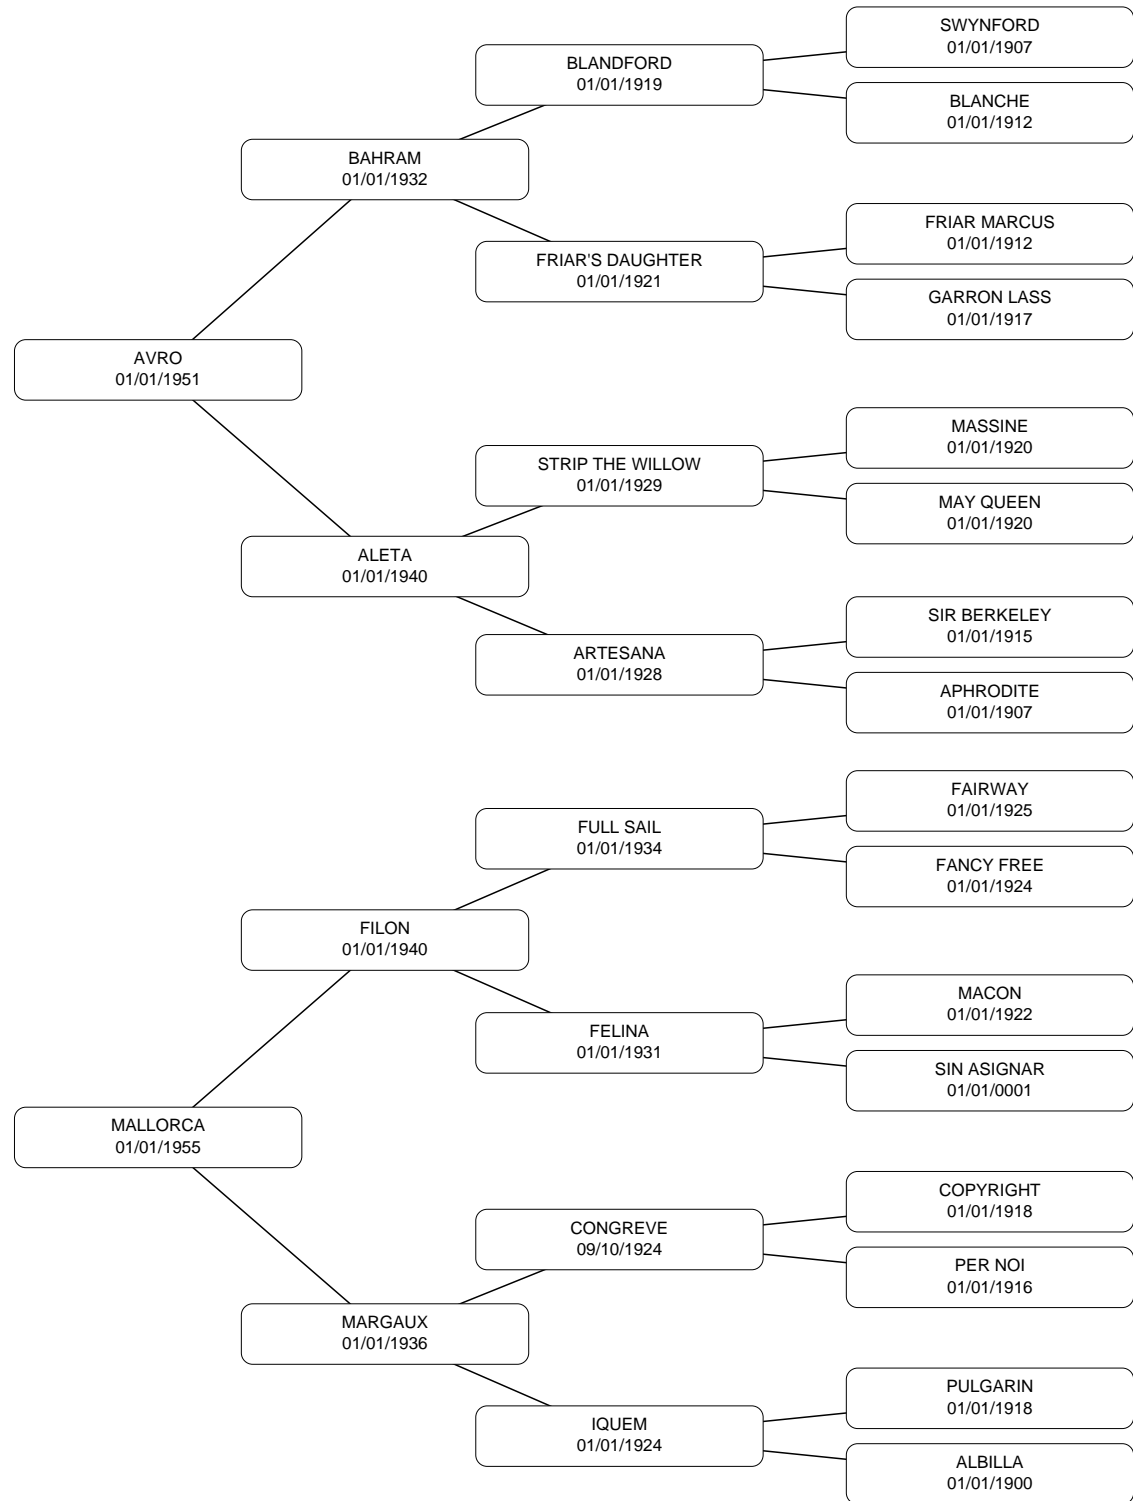 SWYNFORD
01/01/1907
BLANDFORD
01/01/1919
BLANCHE
01/01/1912
BAHRAM
01/01/1932
FRIAR MARCUS
01/01/1912
FRIAR'S DAUGHTER
01/01/1921
GARRON LASS
01/01/1917
AVRO
01/01/1951
MASSINE
01/01/1920
STRIP THE WILLOW
01/01/1929
MAY QUEEN
01/01/1920
ALETA
01/01/1940
SIR BERKELEY
01/01/1915
ARTESANA
01/01/1928
APHRODITE
01/01/1907
FAIRWAY
01/01/1925
FULL SAIL
01/01/1934
FANCY FREE
01/01/1924
FILON
01/01/1940
MACON
01/01/1922
FELINA
01/01/1931
SIN ASIGNAR
01/01/0001
MALLORCA
01/01/1955
COPYRIGHT
01/01/1918
CONGREVE
09/10/1924
PER NOI
01/01/1916
MARGAUX
01/01/1936
PULGARIN
01/01/1918
IQUEM
01/01/1924
ALBILLA
01/01/1900